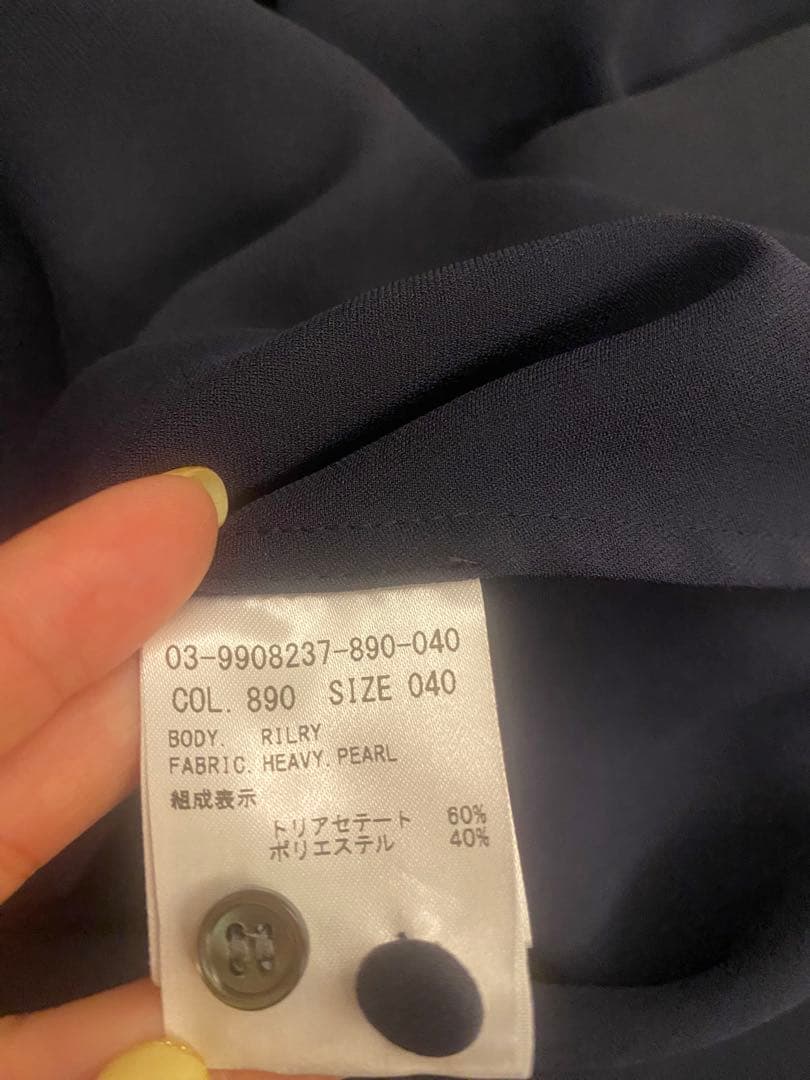 03-9908237-890-040
COL. 890 SIZE 040
BODY. RILRY
FABRIC. HEAVY. PEARL
組成表示
トリアセテート 60%
ポリエステル 40%